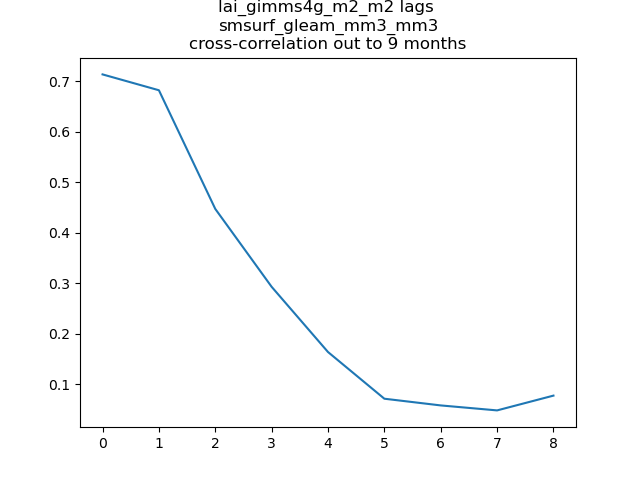 lai_gimms4g_m2_m2 lags
smsurf_gleam_mm3_mm3
cross-correlation out to 9 months
0.7
0.6
0.5
0.4
0.3
0.2
0.1
0 1 2 3 4 5 6 7 8